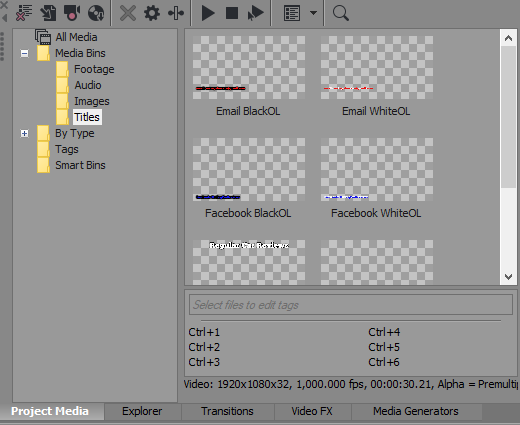 All Media
Media Bins
Footage
Audio
Images
Titles
By Type
Tags
Smart Bins
Email BlackOL
Email WhiteOL
Facebook BlackOL
Facebook WhiteOL
Regular Car Reviews
Select files to edit tags
Ctrl+1
Ctrl+4
Ctrl+2
Ctrl+5
Ctrl+3
Ctrl+6
Video: 1920x1080x32, 1,000.000 fps, 00:00:30.21, Alpha = Premultip
Project Media
Explorer
Transitions
Video FX
Media Generators